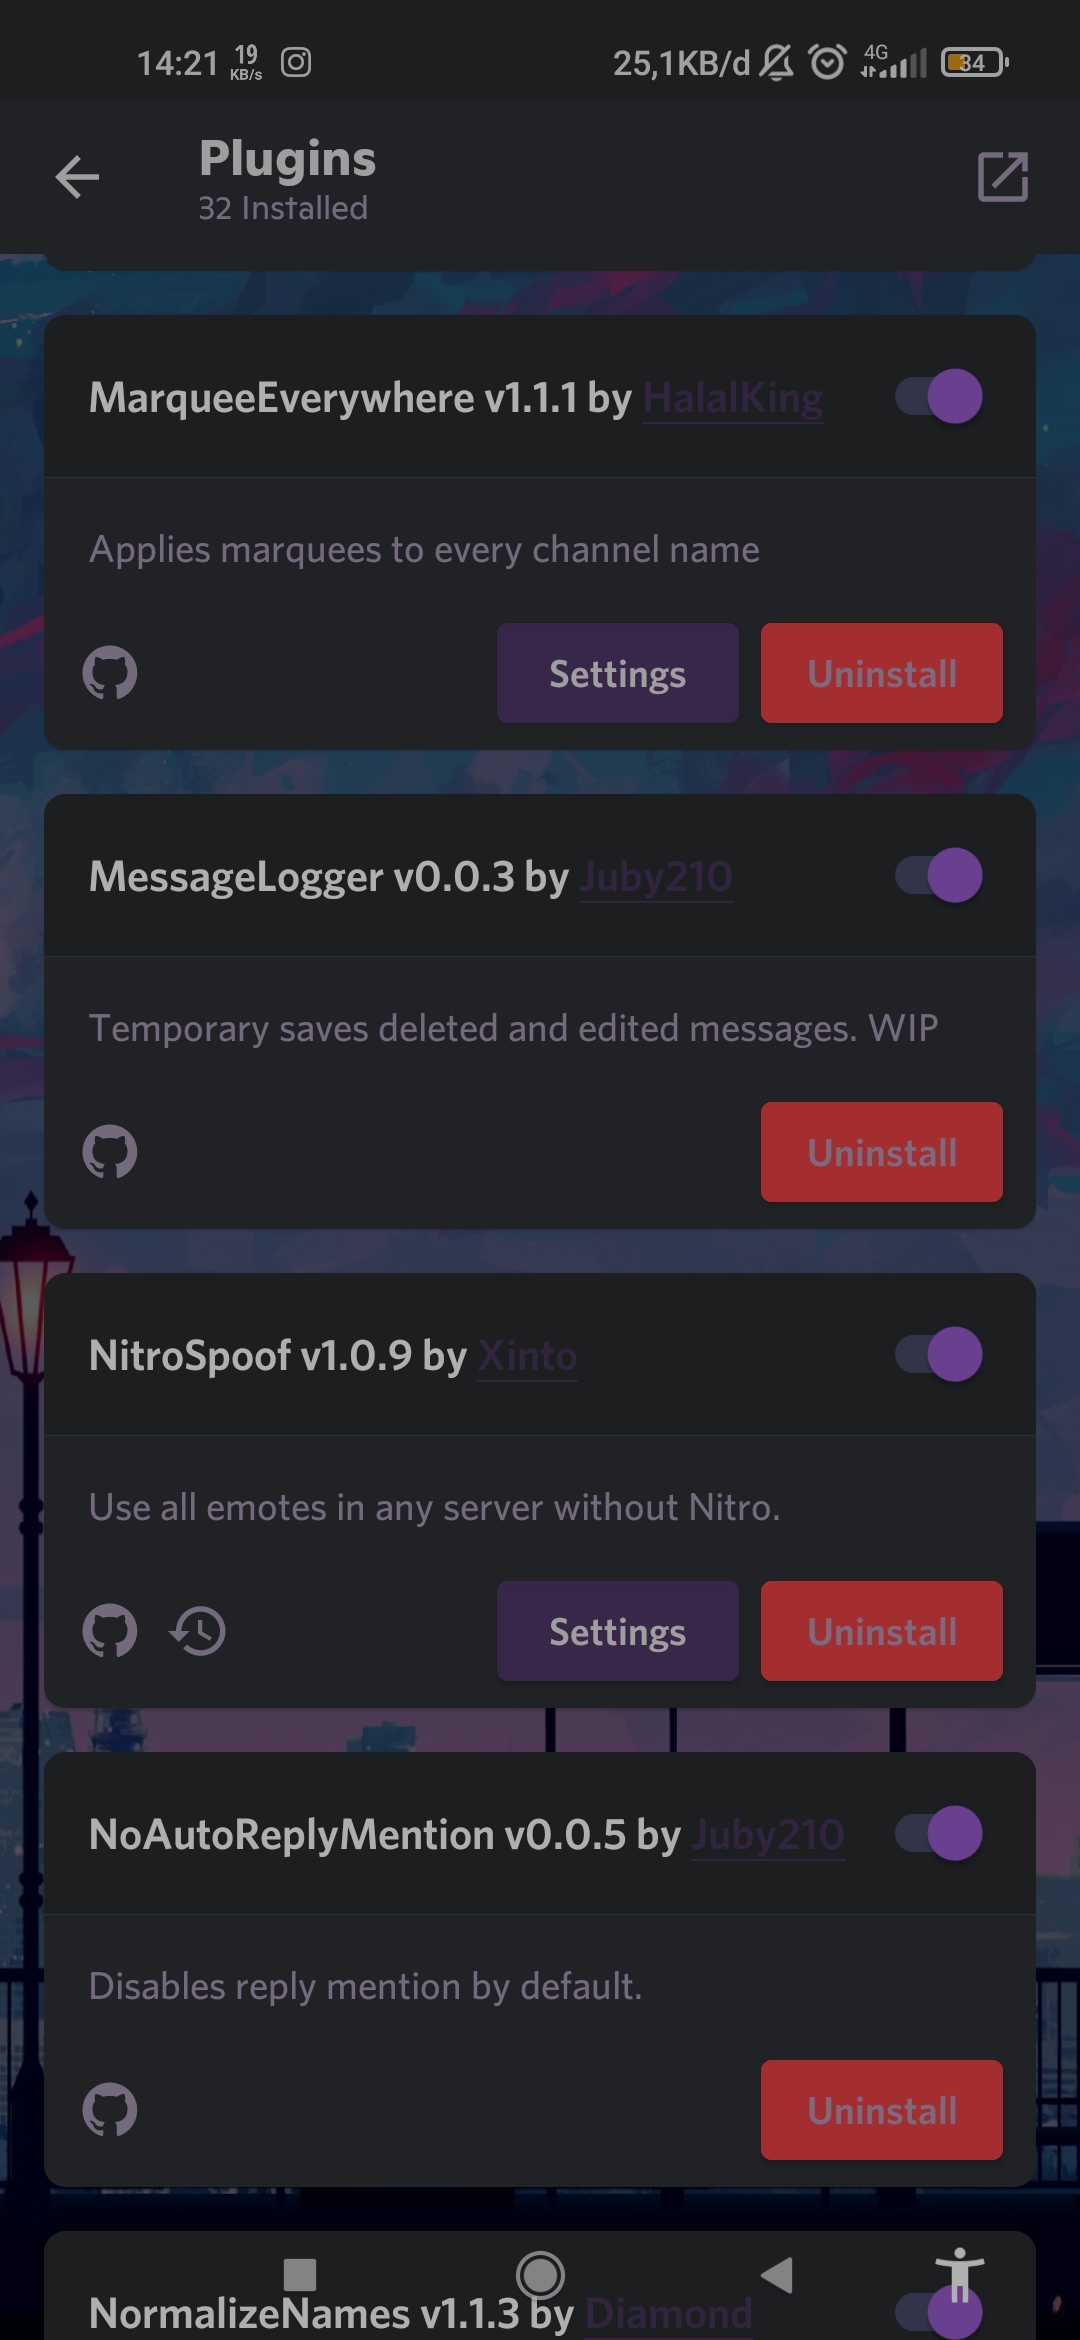 14:21 19 KB/s 25,1KB/d 4G 34
Plugins
32 Installed
MarqueeEverywhere v1.1.1 by HalalKing
Applies marquees to every channel name
Settings Uninstall
MessageLogger v0.0.3 by Juby210
Temporary saves deleted and edited messages. WIP
Uninstall
NitroSpoof v1.0.9 by Xinto
Use all emotes in any server without Nitro.
Settings Uninstall
NoAutoReplyMention v0.0.5 by Juby210
Disables reply mention by default.
Uninstall
NormalizeNames v1.1.3 by Diamond